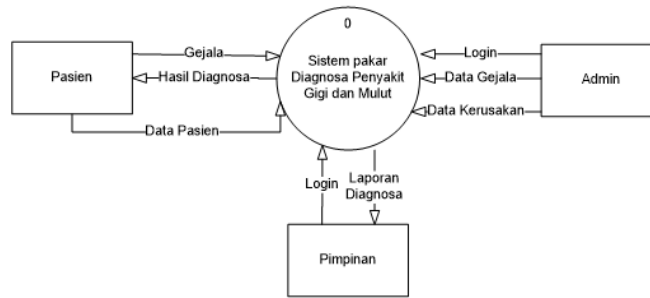 0
Sistem pakar
Diagnosa Penyakit
Gigi dan Mulut
Pasien
Gejala
Hasil Diagnosa
Data Pasien
Login
Data Gejala
Data Kerusakan
Admin
Login
Laporan
Diagnosa
Pimpinan